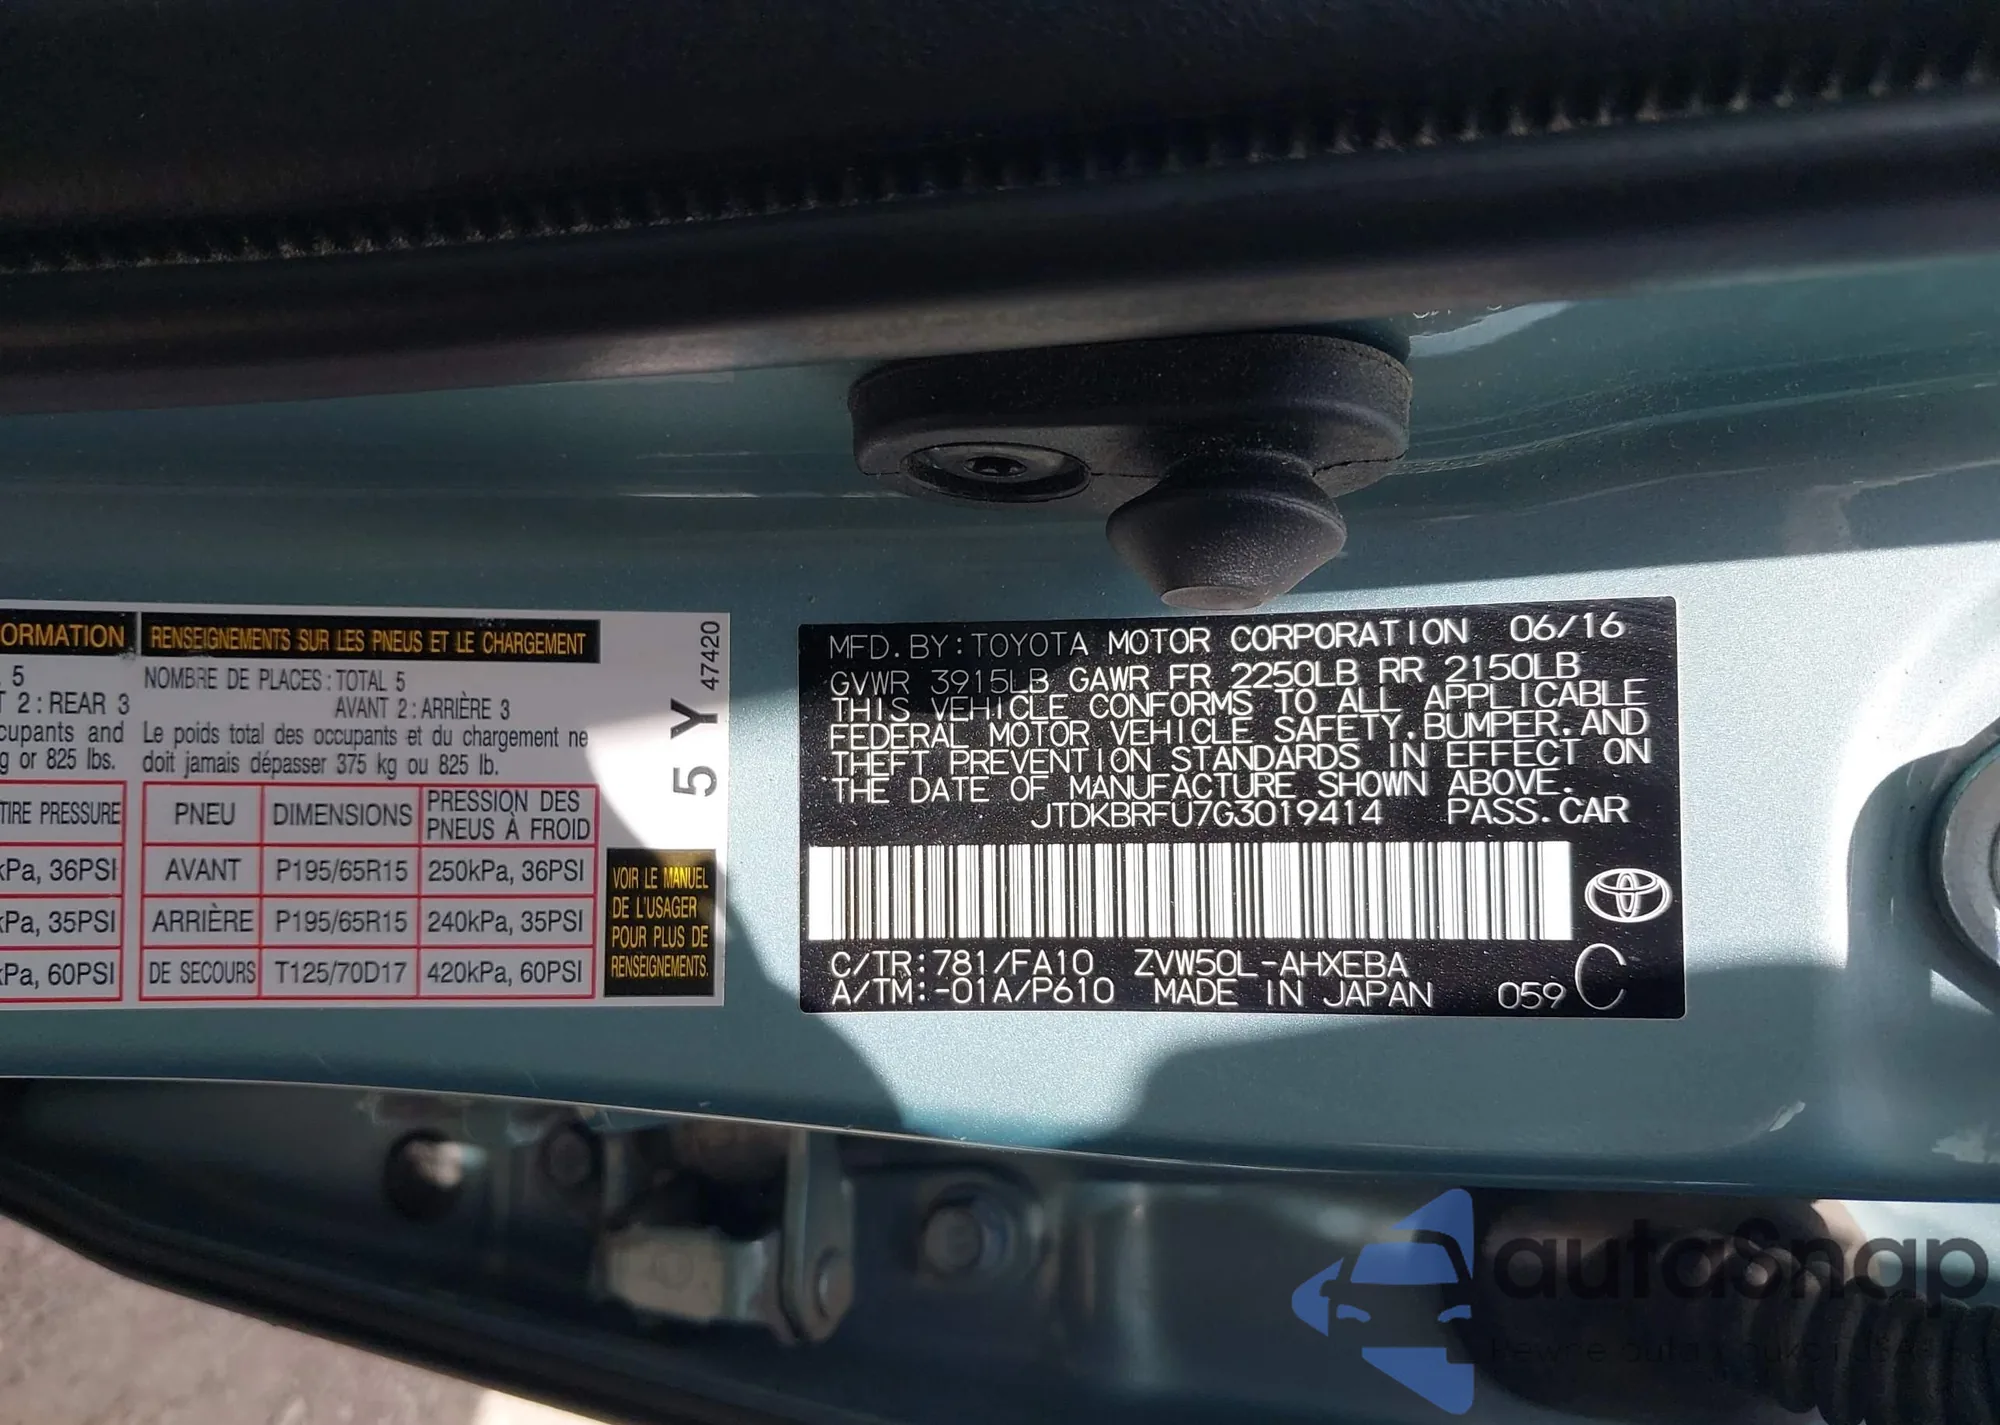 ORMATION
5
2 : REAR 3
cupants and
g or 825 lbs.
TIRE PRESSURE
kPa, 36PSI
kPa, 35PSI
kPa, 60PSI
RENSEIGNEMENTS SUR LES PNEUS ET LE CHARGEMENT
NOMBRE DE PLACES : TOTAL 5
AVANT 2 : ARRIÈRE 3
Le poids total des occupants et du chargement ne
doit jamais dépasser 375 kg ou 825 lb.
PNEU DIMENSIONS PRESSION DES PNEUS À FROID
AVANT P195/65R15 250kPa, 36PSI
ARRIÈRE P195/65R15 240kPa, 35PSI
DE SECOURS T125/70D17 420kPa, 60PSI
5 Y 47420
VOIR LE MANUEL
DE L'USAGER
POUR PLUS DE
RENSEIGNEMENTS.
MFD. BY: TOYOTA MOTOR CORPORATION 06/16
GVWR 3915LB GAWR FR 2250LB RR 2150LB
THIS VEHICLE CONFORMS TO ALL APPLICABLE
FEDERAL MOTOR VEHICLE SAFETY, BUMPER, AND
THEFT PREVENTION STANDARDS IN EFFECT ON
THE DATE OF MANUFACTURE SHOWN ABOVE.
JTDKBRFU7G3019414 PASS. CAR
C/TR: 781/FA10 ZVW50L-AHXEBA
A/TM: -01A/P610 MADE IN JAPAN 059 C
autaSnap